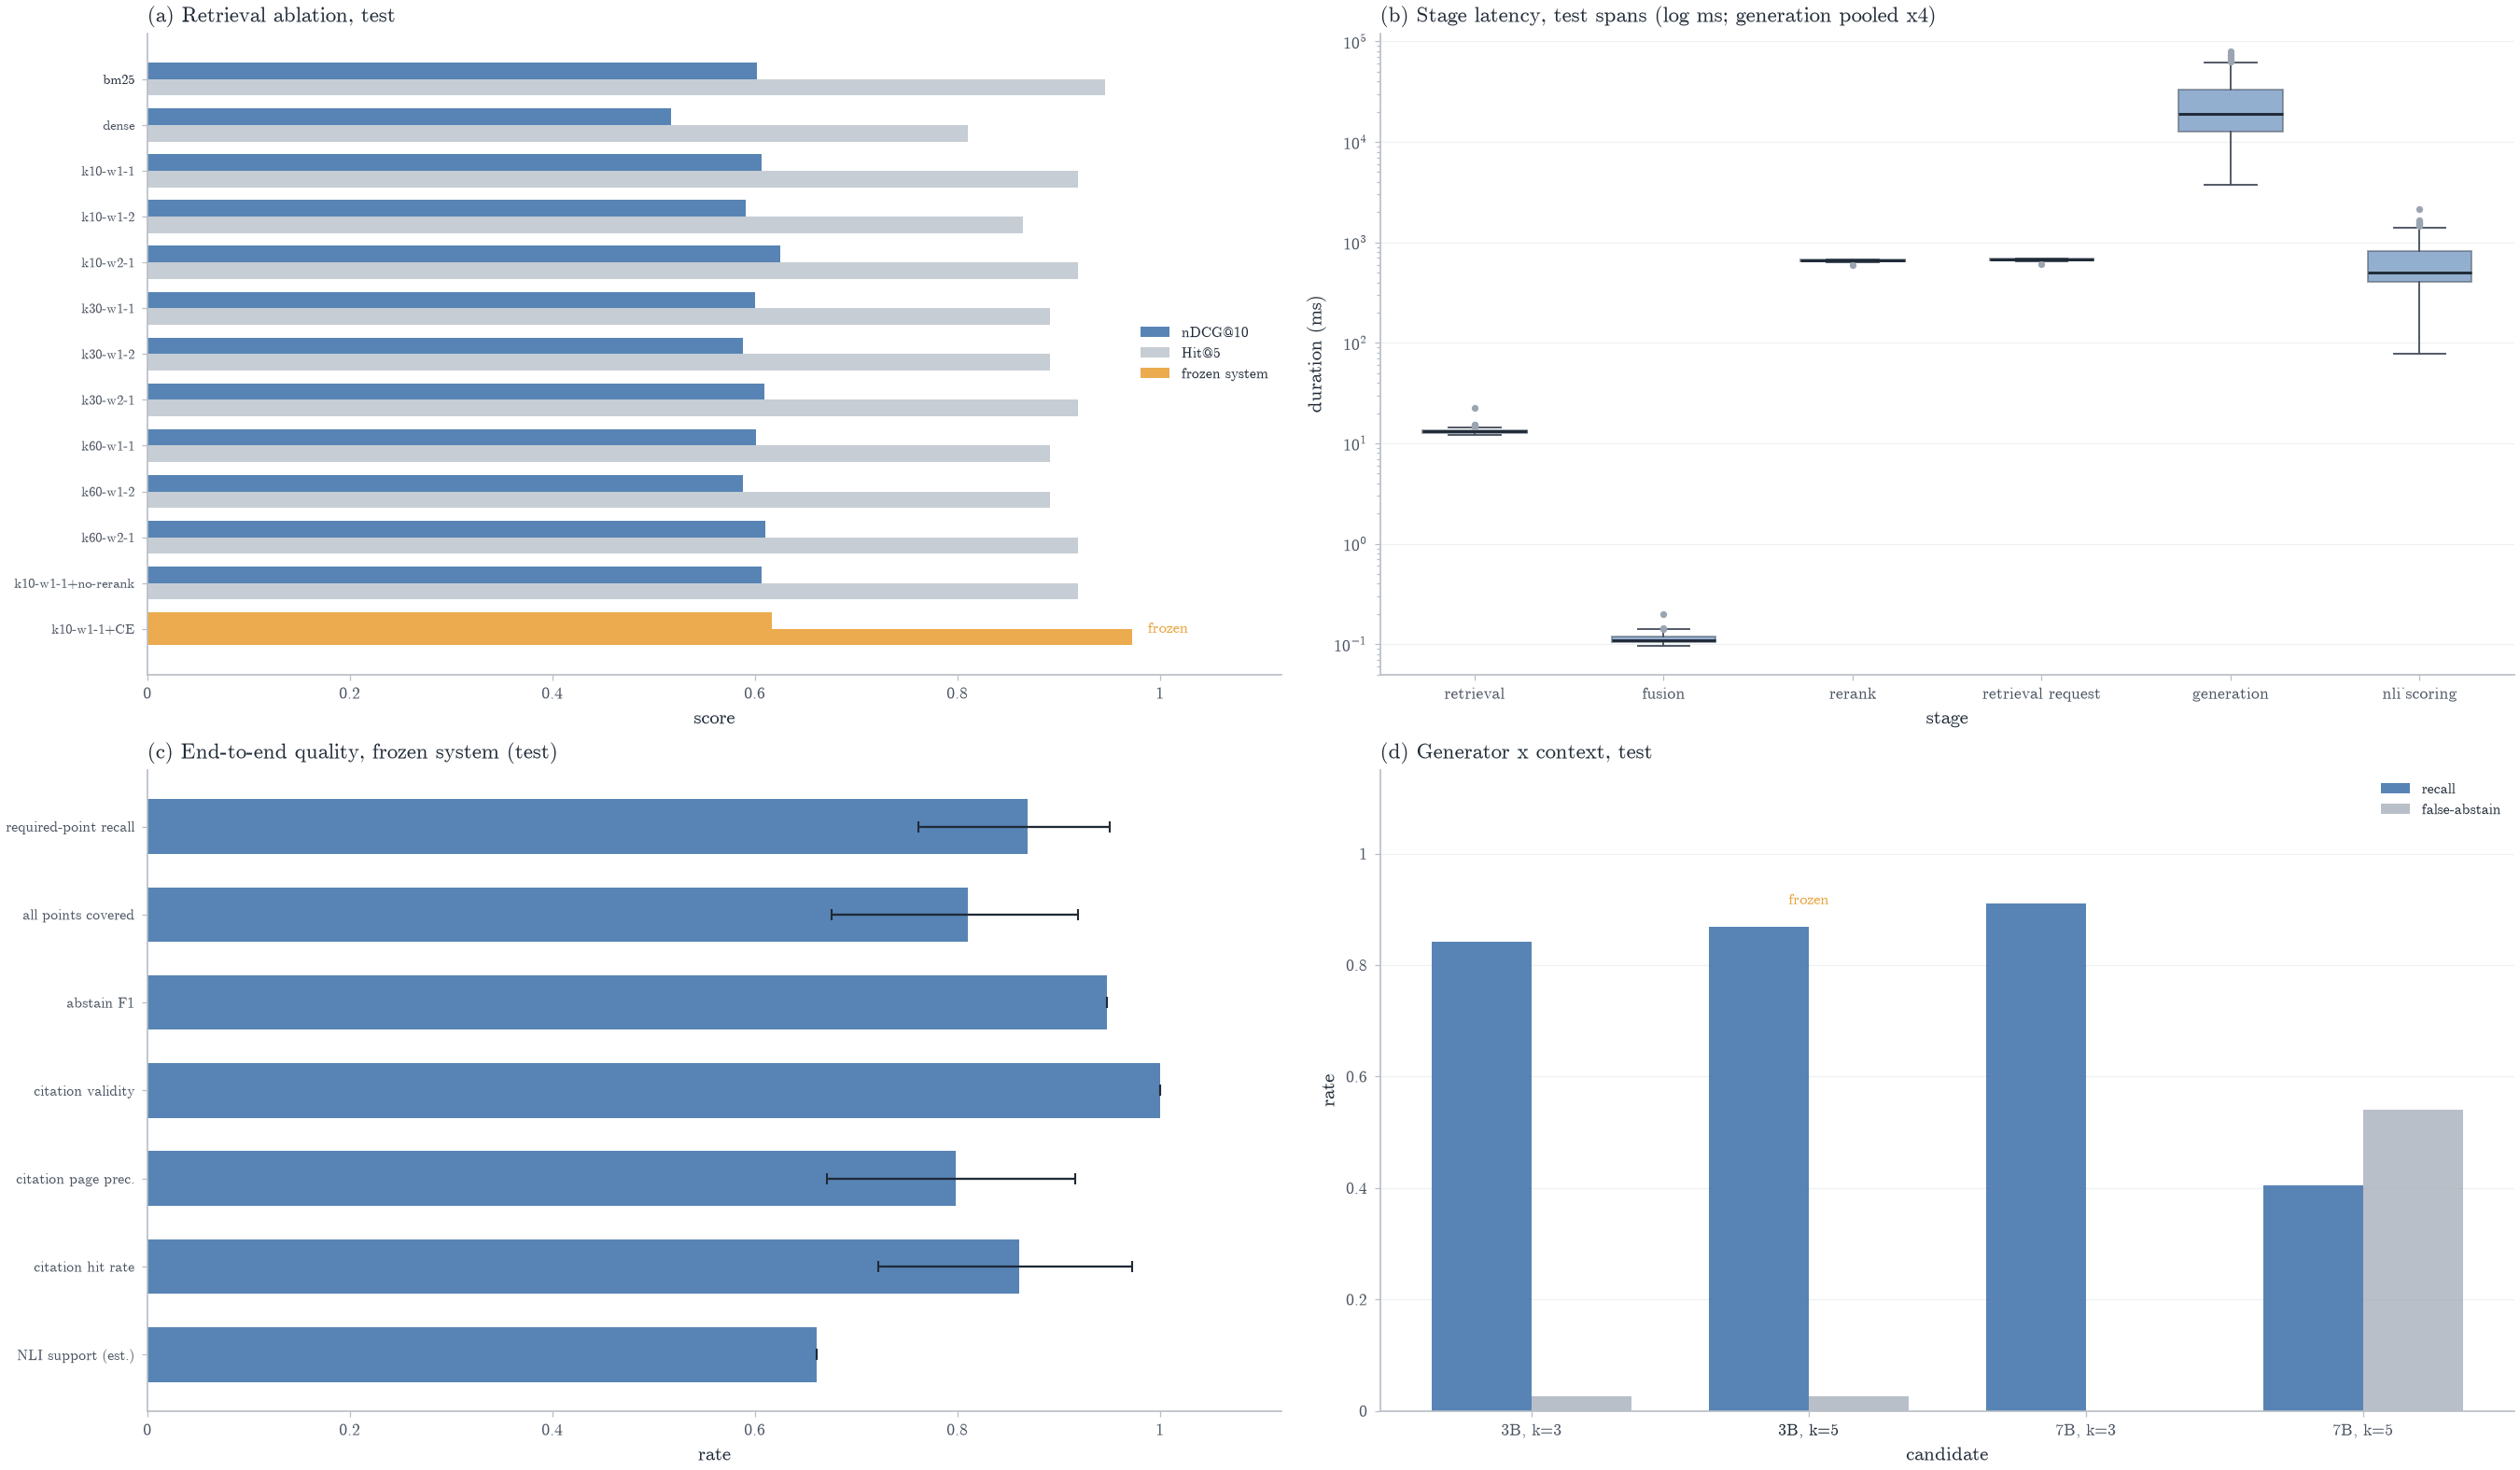 (a) Retrieval ablation, test
bm25
dense
k10-w1-1
k10-w1-2
k10-w2-1
k30-w1-1
k30-w1-2
k30-w2-1
k60-w1-1
k60-w1-2
k60-w2-1
k10-w1-1+no-rerank
k10-w1-1+CE
frozen
nDCG@10
Hit@5
frozen system
0 0.2 0.4 0.6 0.8 1
score
(b) Stage latency, test spans (log ms; generation pooled x4)
duration (ms)
10^5
10^4
10^3
10^2
10^1
10^0
10^−1
retrieval fusion rerank retrieval request generation nli scoring
stage
(c) End-to-end quality, frozen system (test)
required-point recall
all points covered
abstain F1
citation validity
citation page prec.
citation hit rate
NLI support (est.)
0 0.2 0.4 0.6 0.8 1
rate
(d) Generator x context, test
recall
false-abstain
frozen
rate
1
0.8
0.6
0.4
0.2
0
3B, k=3 3B, k=5 7B, k=3 7B, k=5
candidate